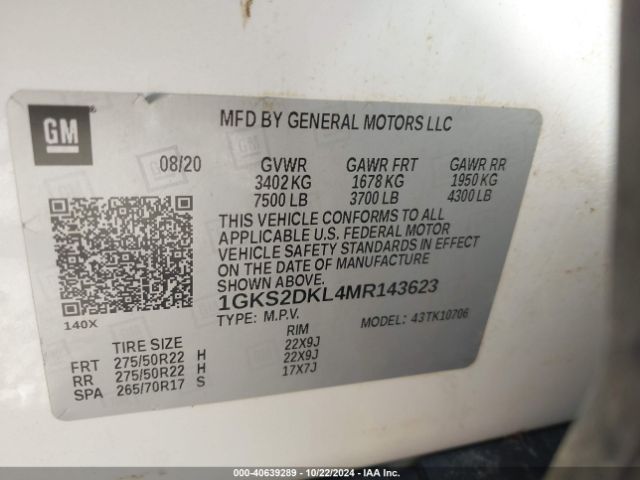 GM
®
MFD BY GENERAL MOTORS LLC
08/20 GVWR GAWR FRT GAWR RR
3402 KG 1678 KG 1950 KG
7500 LB 3700 LB 4300 LB
THIS VEHICLE CONFORMS TO ALL
APPLICABLE U.S. FEDERAL MOTOR
VEHICLE SAFETY STANDARDS IN EFFECT
ON THE DATE OF MANUFACTURE
SHOWN ABOVE
1GKS2DKL4MR143623
140X TYPE: M.P.V. MODEL: 43TK10706
TIRE SIZE RIM
FRT 275/50R22 H 22X9J
RR 275/50R22 H 22X9J
SPA 265/70R17 S 17X7J
000-40639289 - 10/22/2024 - IAA Inc.